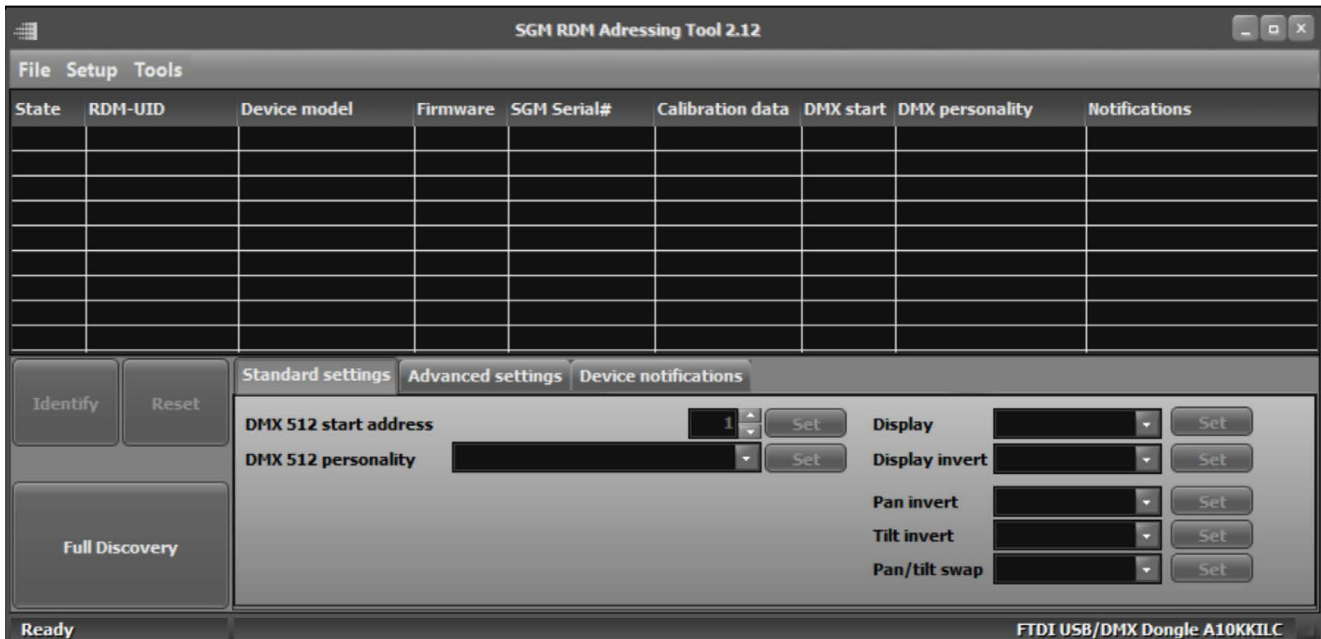 SGM RDM Adressing Tool 2.12
File Setup Tools
State RDM-UID Device model Firmware SGM Serial# Calibration data DMX start DMX personality Notifications
Standard settings Advanced settings Device notifications
Identify Reset
DMX 512 start address 1 Set Display Set
DMX 512 personality Set Display invert Set
Pan invert Set
Full Discovery Tilt invert Set
Pan/tilt swap Set
Ready FTDI USB/DMX Dongle A10KKILC